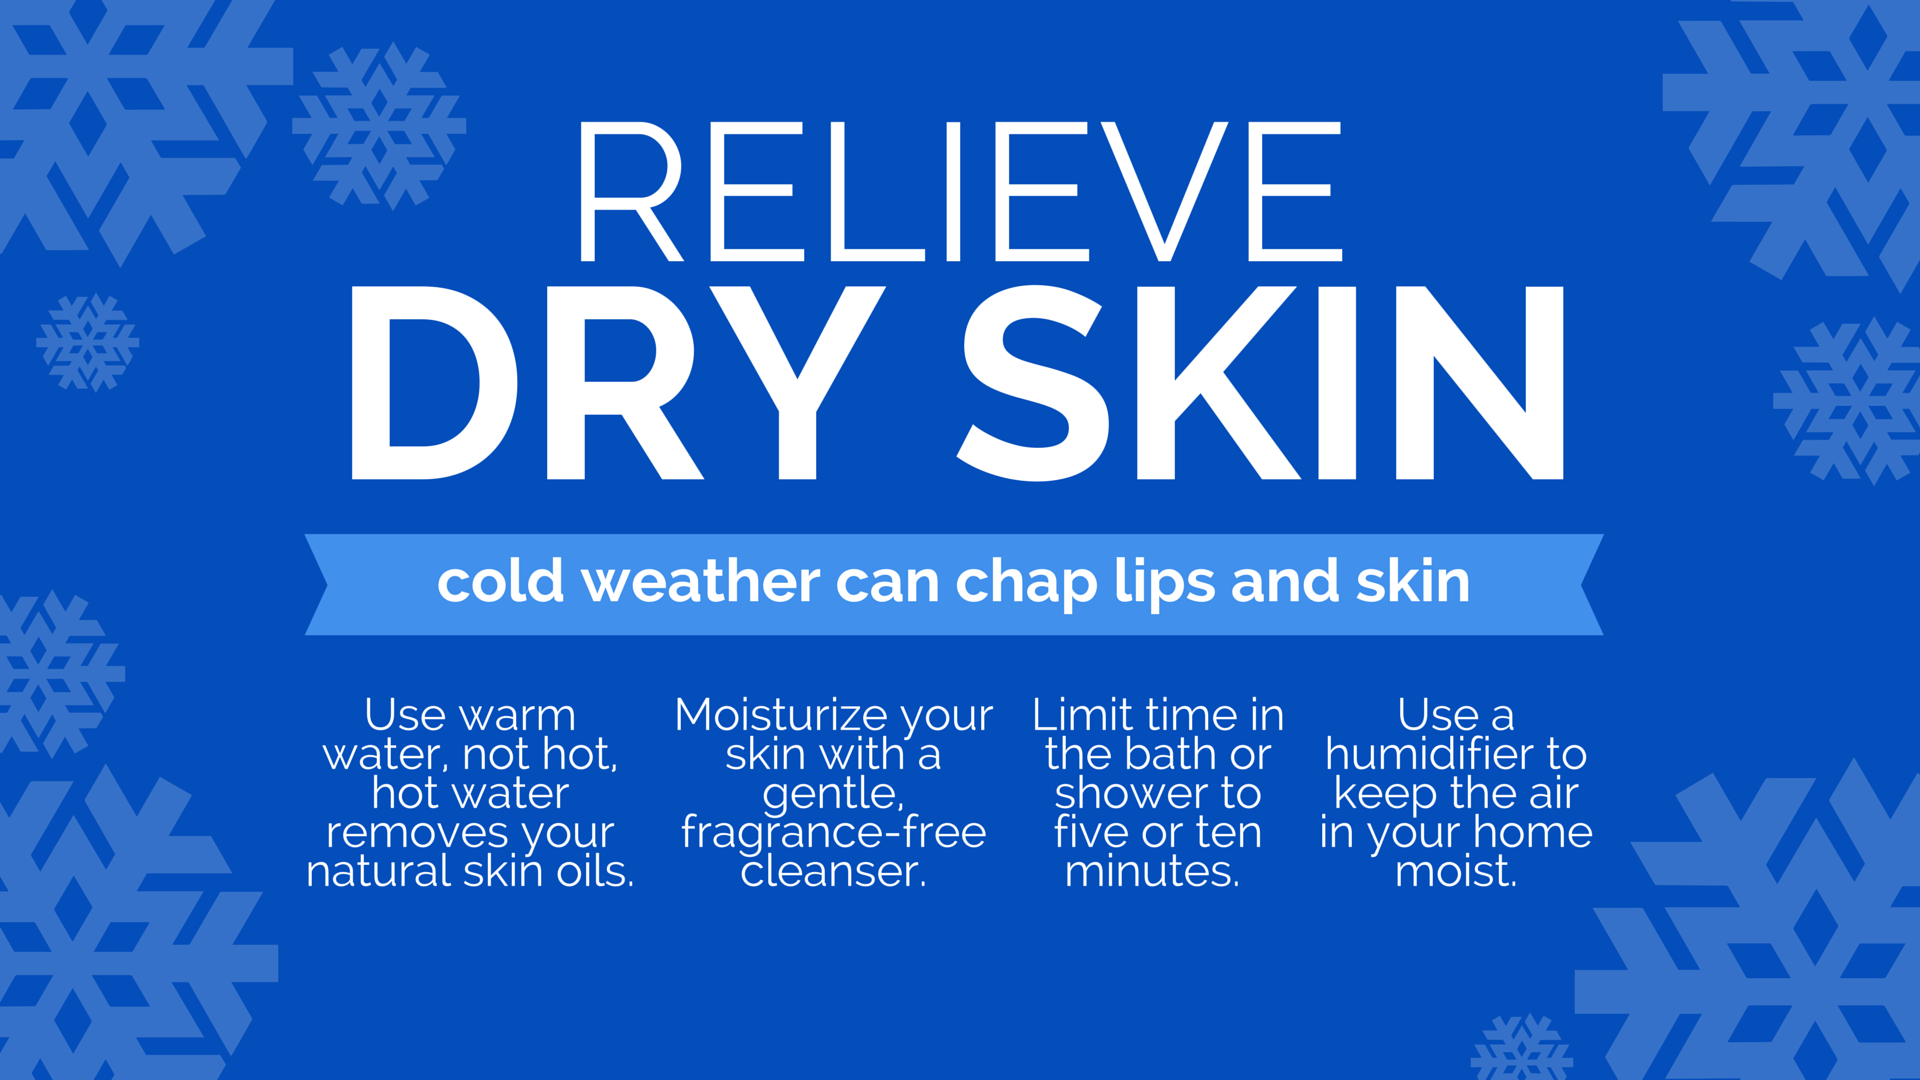 RELIEVE
DRY SKIN
cold weather can chap lips and skin
Use warm
water, not hot,
hot water
removes your
natural skin oils.
Moisturize your
skin with a
gentle,
fragrance-free
cleanser.
Limit time in
the bath or
shower to
five or ten
minutes.
Use a
humidifier to
keep the air
in your home
moist.